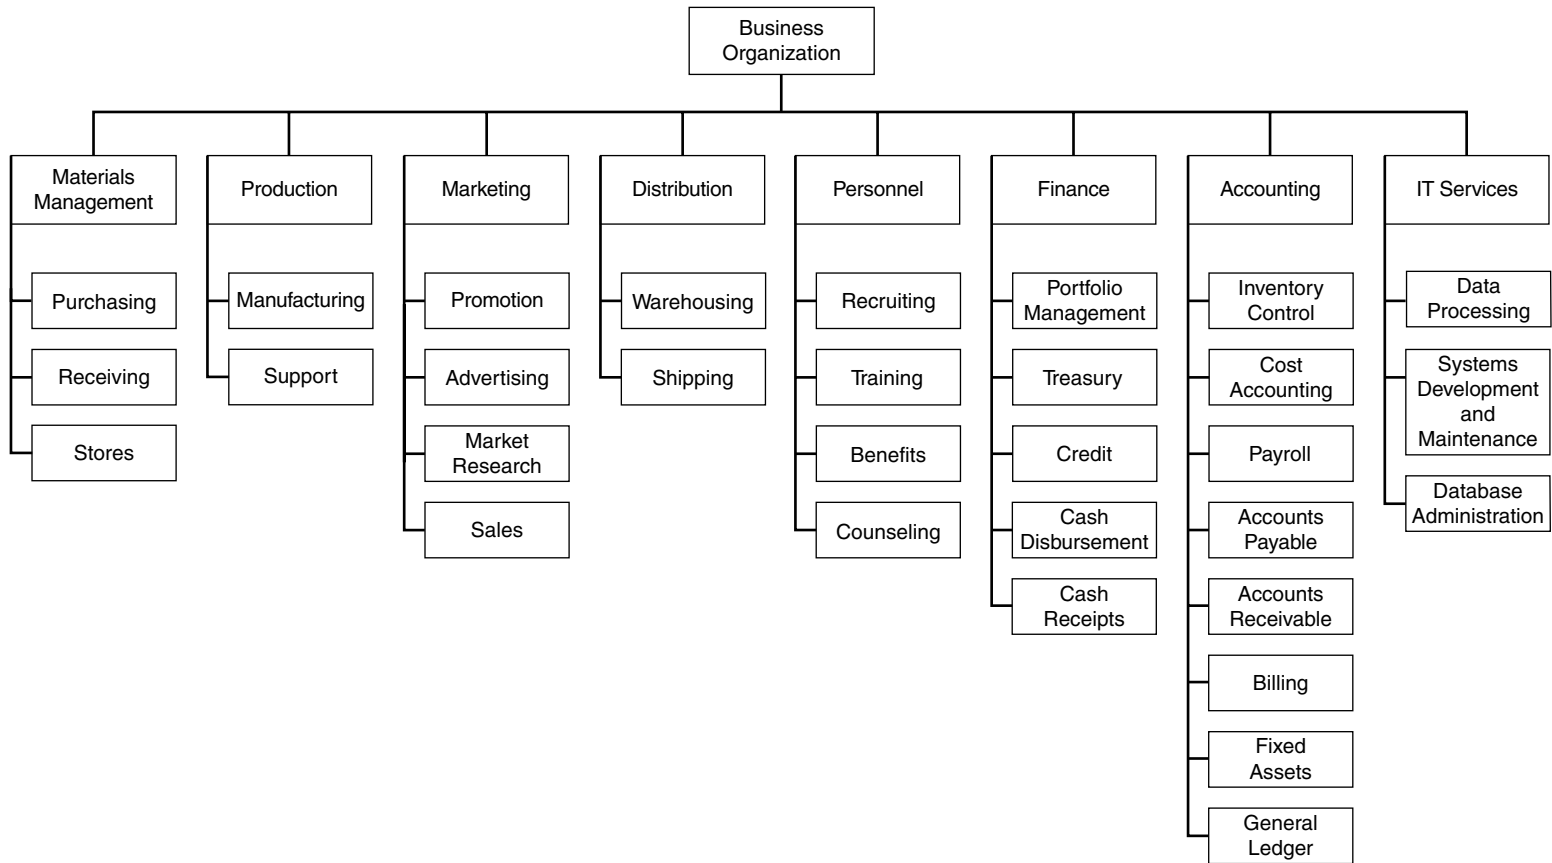 Business
Organization
Materials
Management
Production
Marketing
Distribution
Personnel
Finance
Accounting
IT Services
Purchasing
Receiving
Stores
Manufacturing
Support
Promotion
Advertising
Market
Research
Sales
Warehousing
Shipping
Recruiting
Training
Benefits
Counseling
Portfolio
Management
Treasury
Credit
Cash
Disbursement
Cash
Receipts
Inventory
Control
Cost
Accounting
Payroll
Accounts
Payable
Accounts
Receivable
Billing
Fixed
Assets
General
Ledger
Data
Processing
Systems
Development
and
Maintenance
Database
Administration